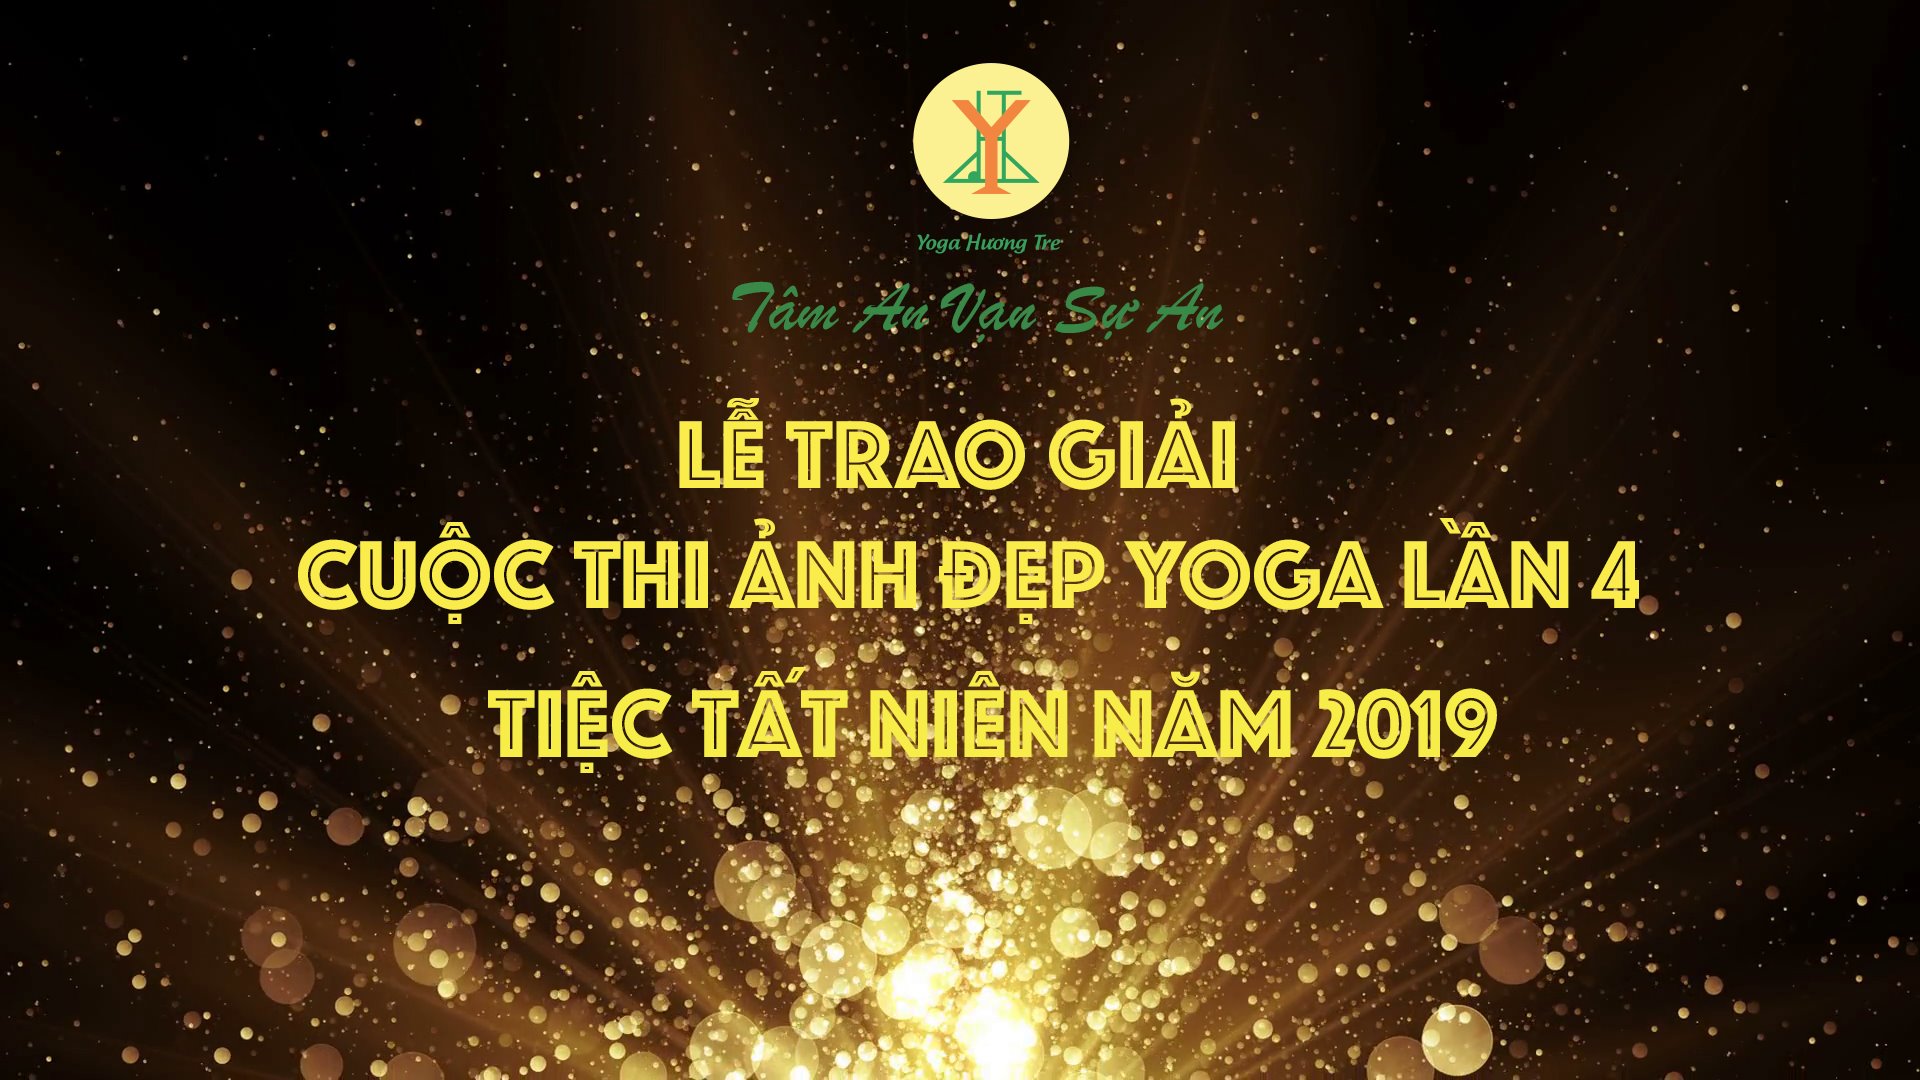 Yoga Hương Tre
Tâm An Vạn Sự An
LỄ TRAO GIẢI
CUỘC THI ẢNH ĐẸP YOGA LẦN 4
TIỆC TẤT NIÊN NĂM 2019